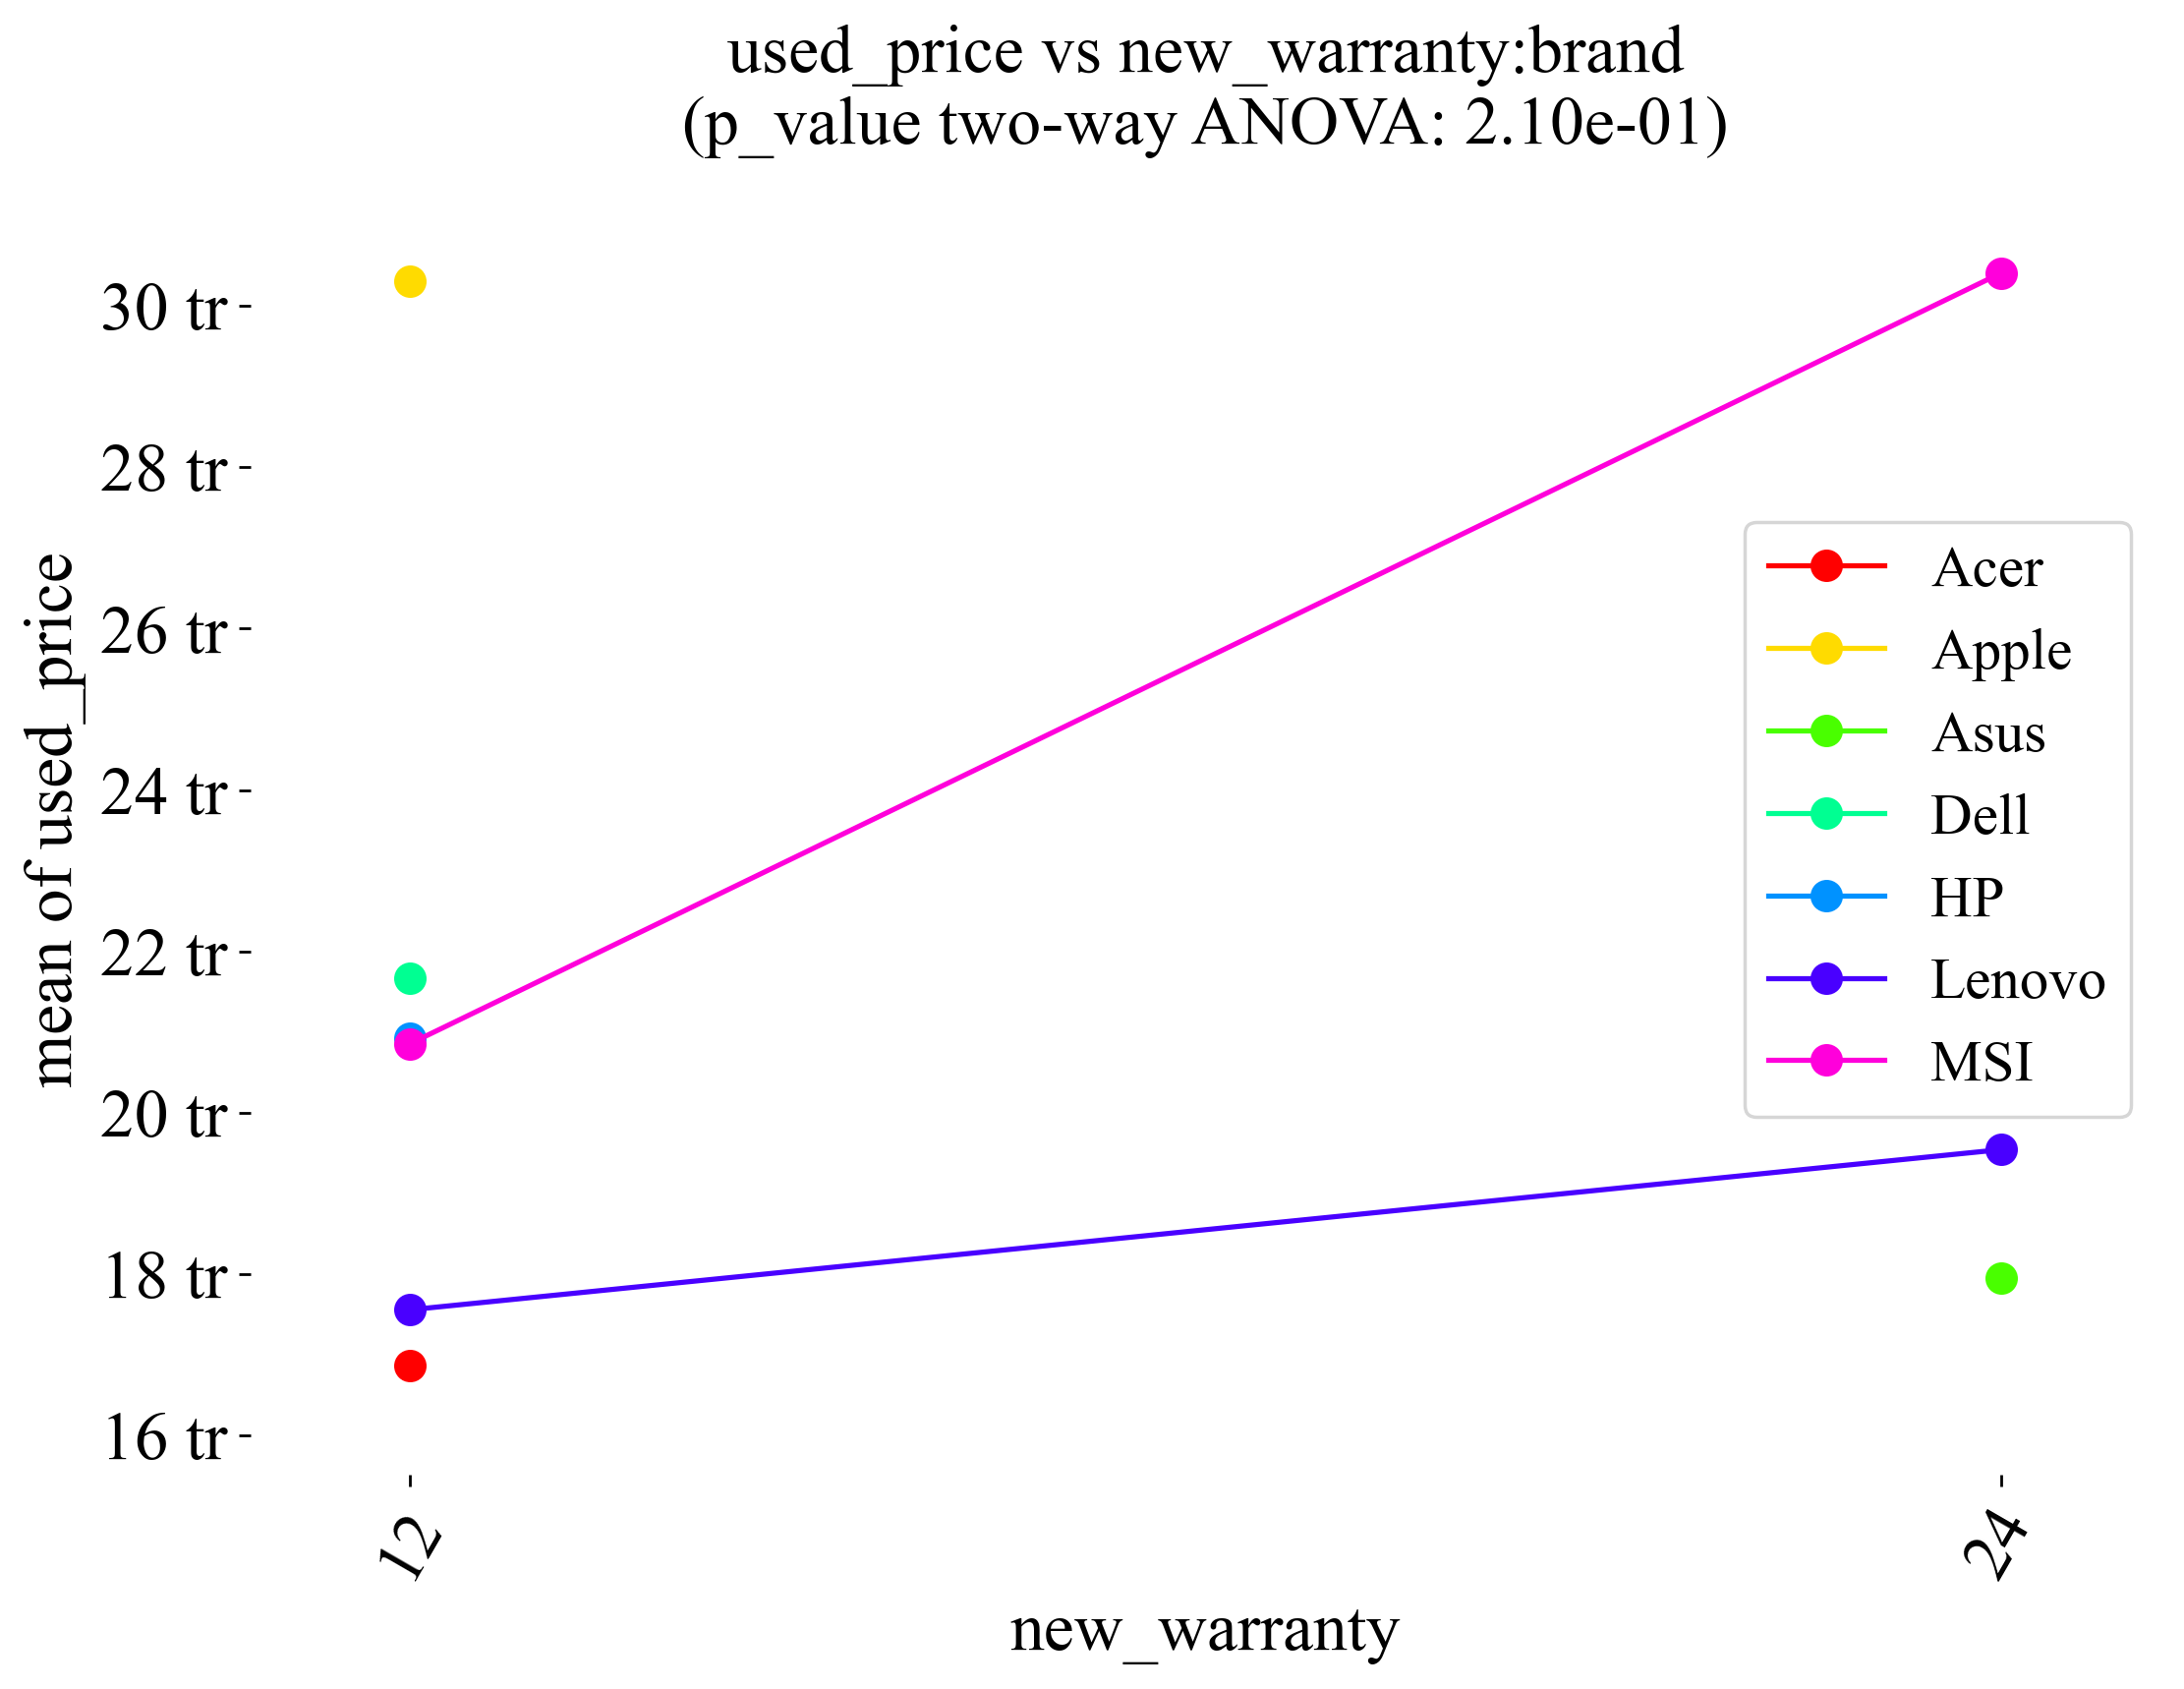 used_price vs new_warranty:brand
(p_value two-way ANOVA: 2.10e-01)
mean of used_price
30 tr
28 tr
26 tr
24 tr
22 tr
20 tr
18 tr
16 tr
Acer
Apple
Asus
Dell
HP
Lenovo
MSI
12
24
new_warranty